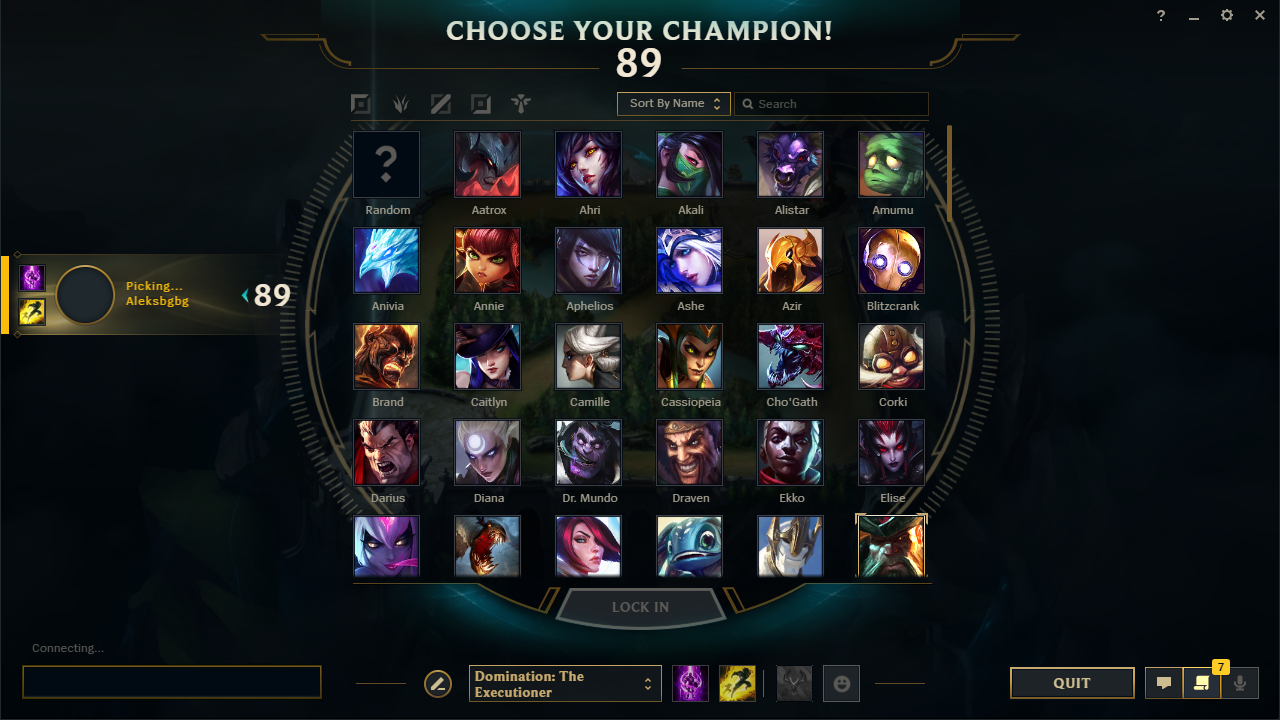 CHOOSE YOUR CHAMPION!
89
Sort By Name
Search
?
Random
Aatrox
Ahri
Akali
Alistar
Amumu
Anivia
Annie
Aphelios
Ashe
Azir
Blitzcrank
Picking...
Aleksbgbg
89
Brand
Caitlyn
Camille
Cassiopeia
Cho'Gath
Corki
Darius
Diana
Dr. Mundo
Draven
Ekko
Elise
LOCK IN
Connecting...
Domination: The
Executioner
QUIT
7